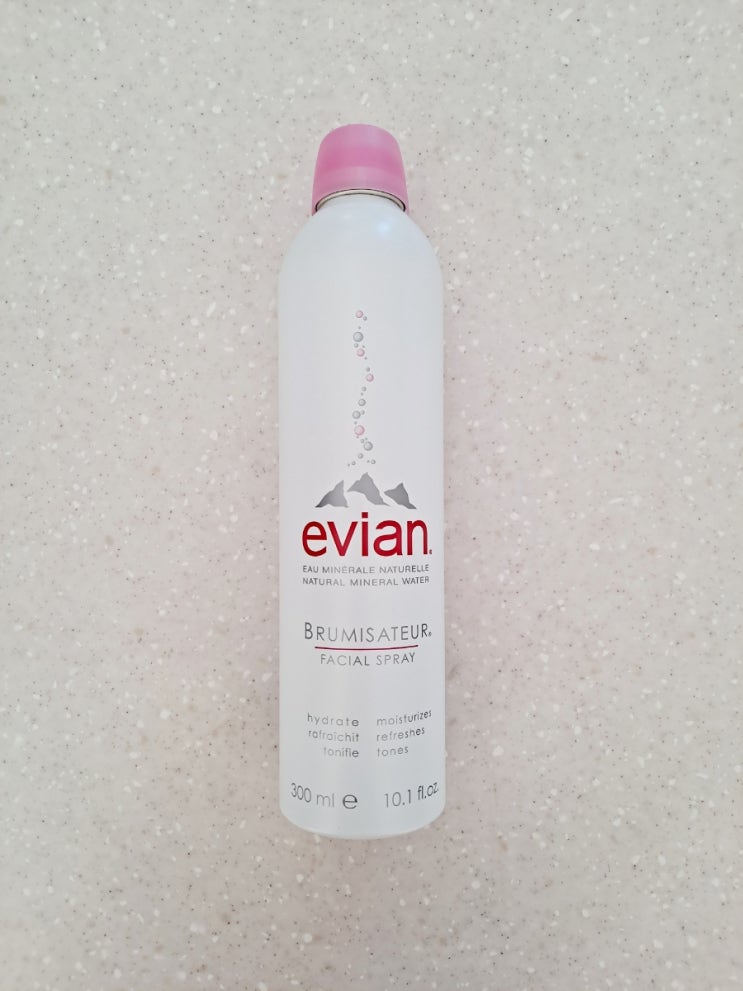 evian®
EAU MINÉRALE NATURELLE
NATURAL MINERAL WATER
BRUMISATEUR®
FACIAL SPRAY
hydrate moisturizes
rafraîchit refreshes
tonifie tones
300 ml ℮ 10.1 fl.oz.